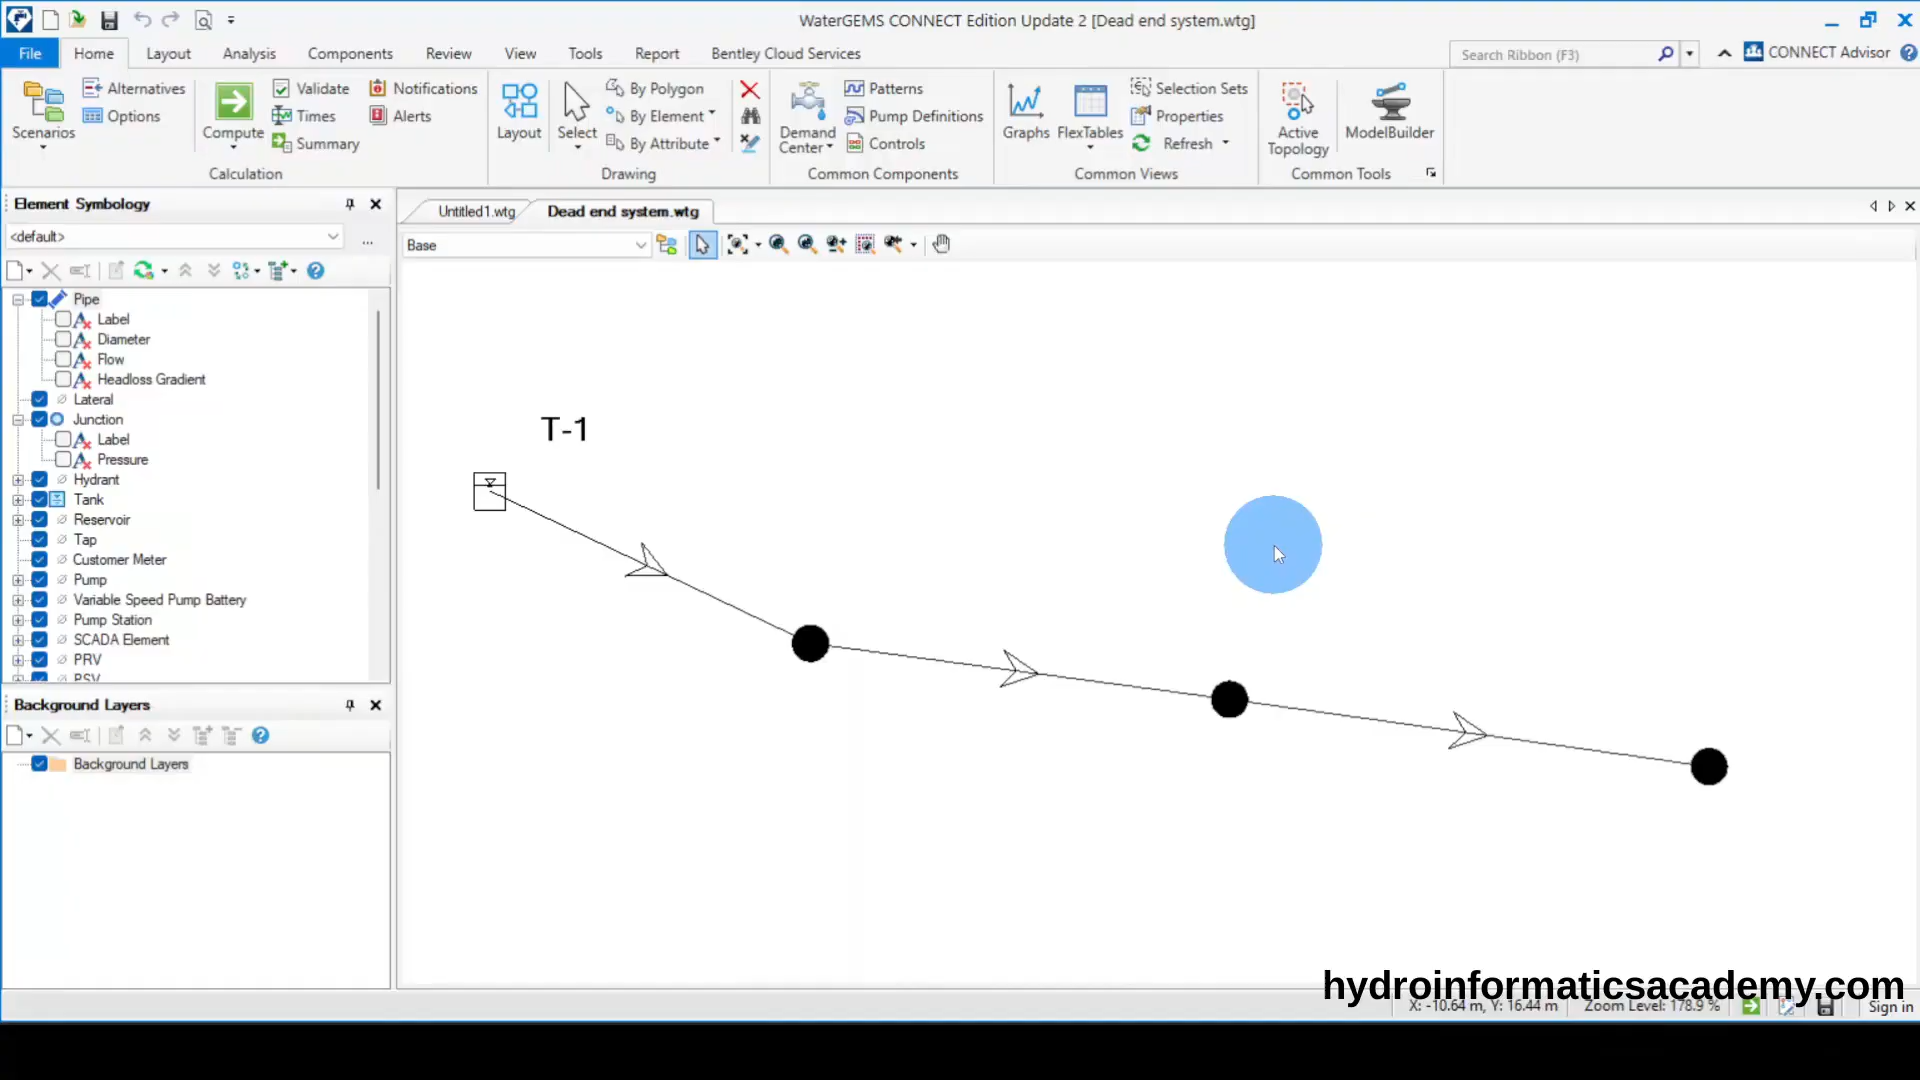 WaterGEMS CONNECT Edition Update 2 [Dead end system.wtg]
File Home Layout Analysis Components Review View Tools Report Bentley Cloud Services
Search Ribbon (F3) CONNECT Advisor
Scenarios
Alternatives
Options
Compute
Validate
Times
Summary
Notifications
Alerts
Calculation
Layout
Select
By Polygon
By Element
By Attribute
Drawing
Demand Center
Patterns
Pump Definitions
Controls
Common Components
Graphs
FlexTables
Selection Sets
Properties
Refresh
Common Views
Active Topology
ModelBuilder
Common Tools
Element Symbology
<default>
...
Pipe
Label
Diameter
Flow
Headloss Gradient
Lateral
Junction
Label
Pressure
Hydrant
Tank
Reservoir
Tap
Customer Meter
Pump
Variable Speed Pump Battery
Pump Station
SCADA Element
PRV
PSV
Background Layers
Background Layers
Untitled1.wtg Dead end system.wtg
Base
T-1
hydroinformaticsacademy.com
X: -10.64 m, Y: 16.44 m Zoom Level: 178.9 % Sign in